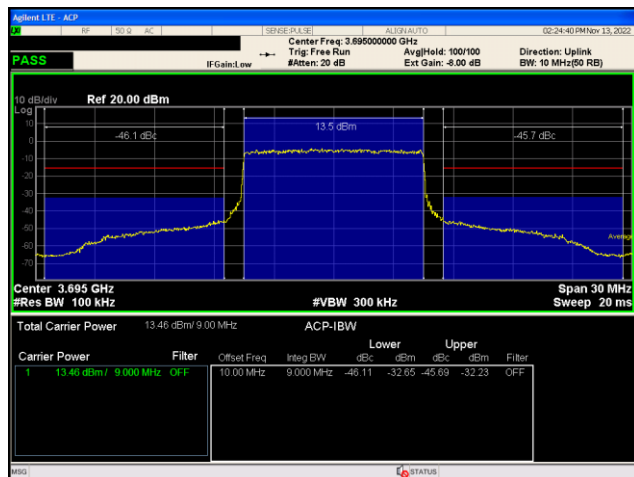 Agilent LTE - ACP
RF 50 Ω AC SENSE:PULSE ALIGNAUTO 02:24:40 PM Nov 13, 2022
Center Freq: 3.695000000 GHz
Trig: Free Run Avg|Hold: 100/100 Direction: Uplink
PASS IFGain:Low #Atten: 20 dB Ext Gain: -8.00 dB BW: 10 MHz(50 RB)
10 dB/div Ref 20.00 dBm
Log
10
0
-10
-20
-30
-40
-50
-60
-70
-46.1 dBc 13.5 dBm -45.7 dBc
Average
Center 3.695 GHz Span 30 MHz
#Res BW 100 kHz #VBW 300 kHz Sweep 20 ms
Total Carrier Power 13.46 dBm/ 9.00 MHz ACP-IBW
Lower Upper
Carrier Power Filter Offset Freq Integ BW dBc dBm dBc dBm Filter
1 13.46 dBm / 9.000 MHz OFF 10.00 MHz 9.000 MHz -46.11 -32.65 -45.69 -32.23 OFF
MSG STATUS